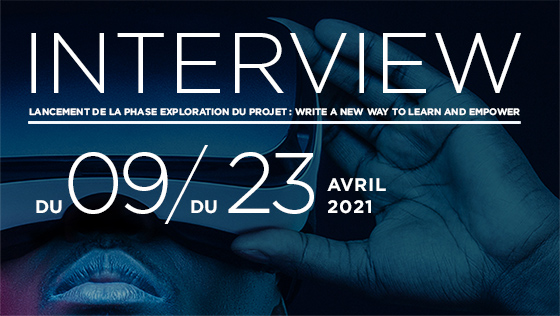 INTERVIEW
LANCEMENT DE LA PHASE EXPLORATION DU PROJET : WRITE A NEW WAY TO LEARN AND EMPOWER
DU 09/ DU 23 AVRIL
2021